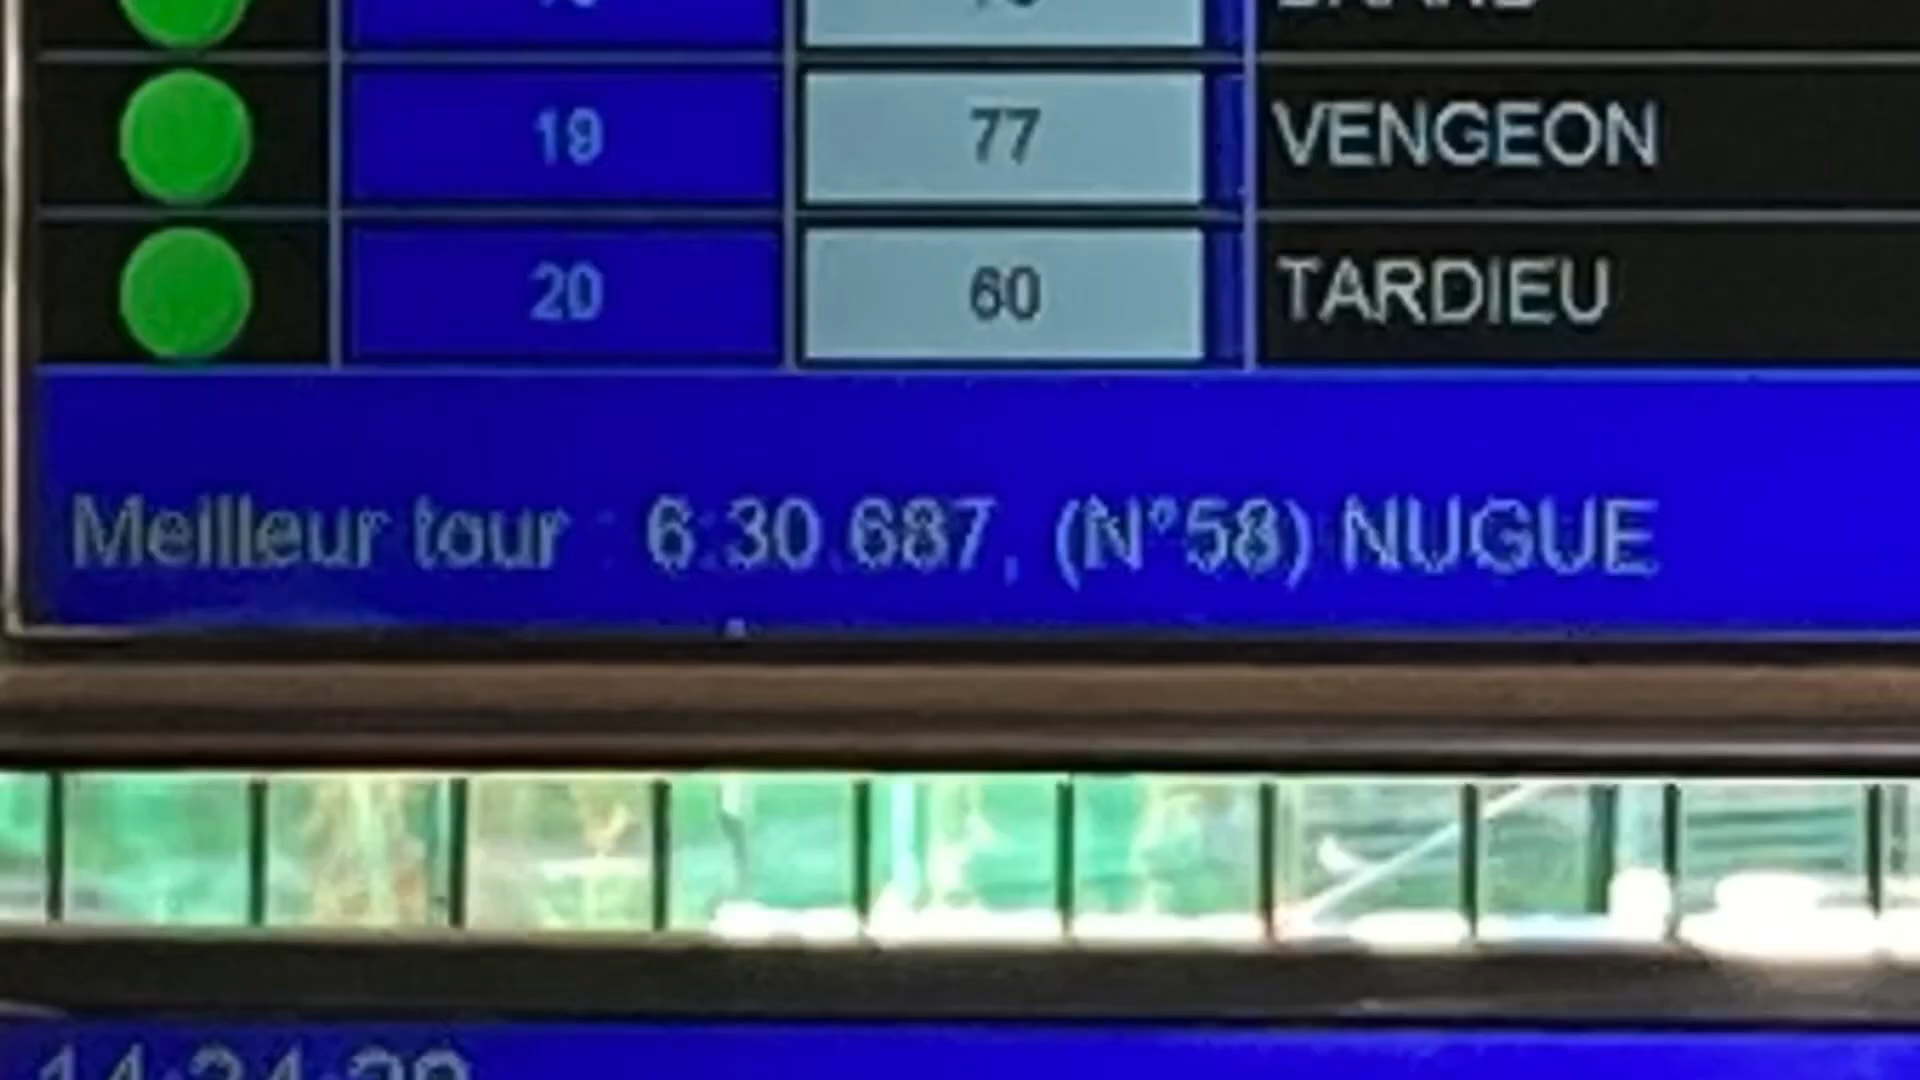 19 77 VENGEON
20 60 TARDIEU
Meilleur tour : 6:30.687, (N°58) NUGUE